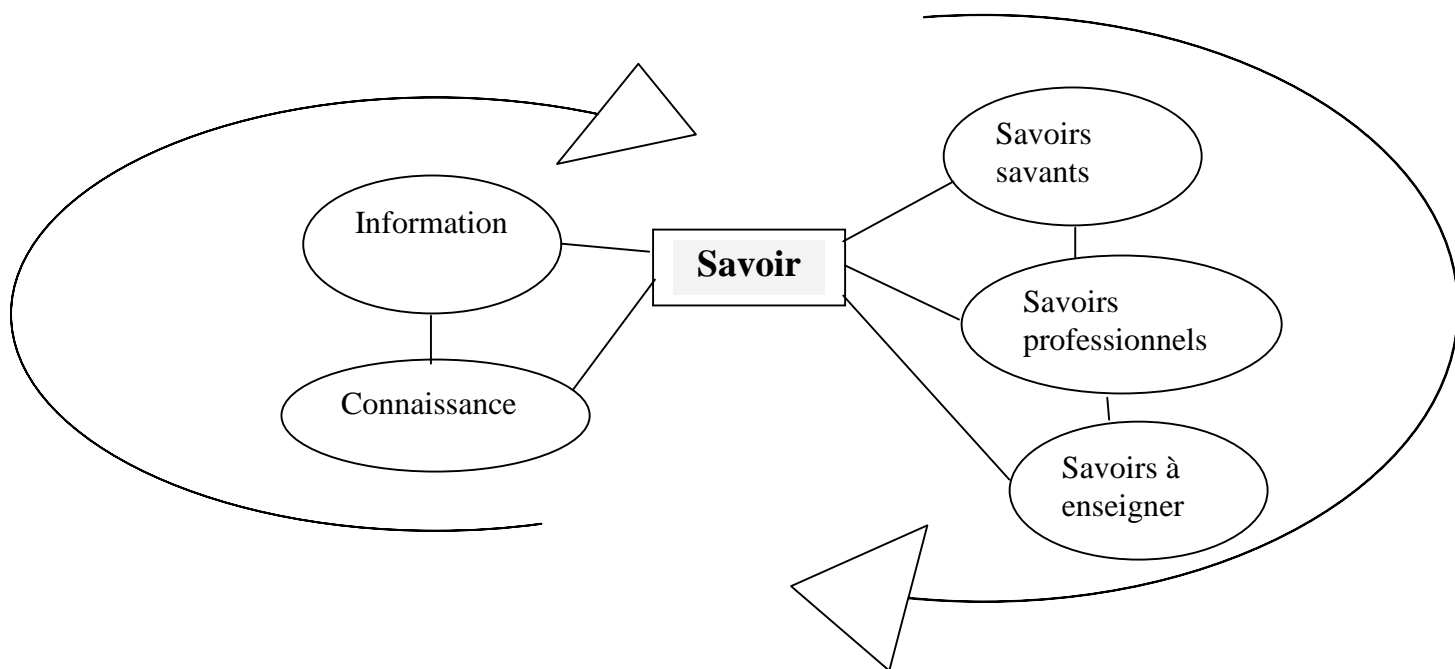 Information
Connaissance
Savoir
Savoirs
savants
Savoirs
professionnels
Savoirs à
enseigner